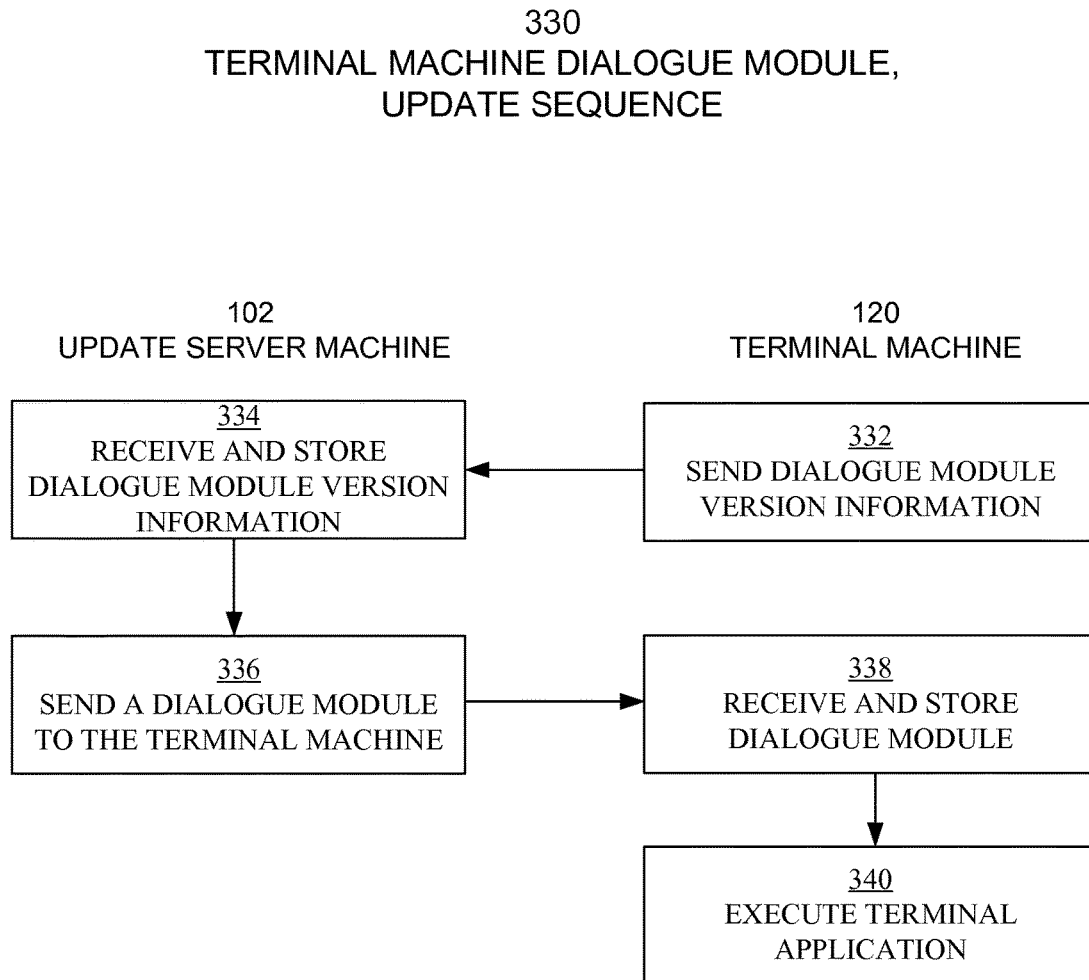 330
TERMINAL MACHINE DIALOGUE MODULE,
UPDATE SEQUENCE
102
UPDATE SERVER MACHINE
120
TERMINAL MACHINE
334
RECEIVE AND STORE
DIALOGUE MODULE VERSION
INFORMATION
332
SEND DIALOGUE MODULE
VERSION INFORMATION
336
SEND A DIALOGUE MODULE
TO THE TERMINAL MACHINE
338
RECEIVE AND STORE
DIALOGUE MODULE
340
EXECUTE TERMINAL
APPLICATION